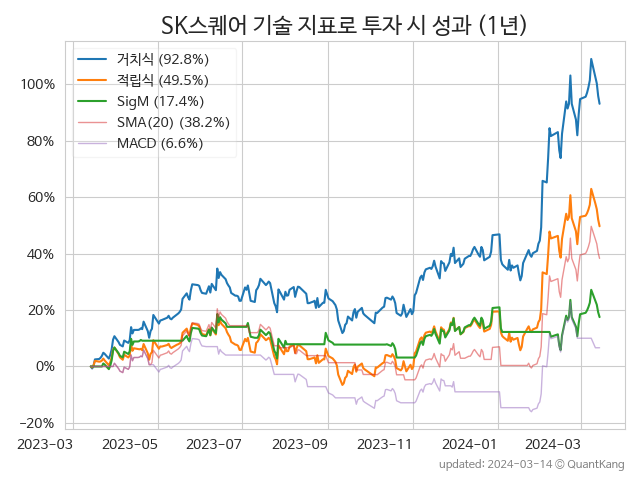 SK스퀘어 기술 지표로 투자 시 성과 (1년)
거치식 (92.8%)
적립식 (49.5%)
SigM (17.4%)
SMA(20) (38.2%)
MACD (6.6%)
100%
80%
60%
40%
20%
0%
−20%
2023-03
2023-05
2023-07
2023-09
2023-11
2024-01
2024-03
updated: 2024-03-14 © QuantKang